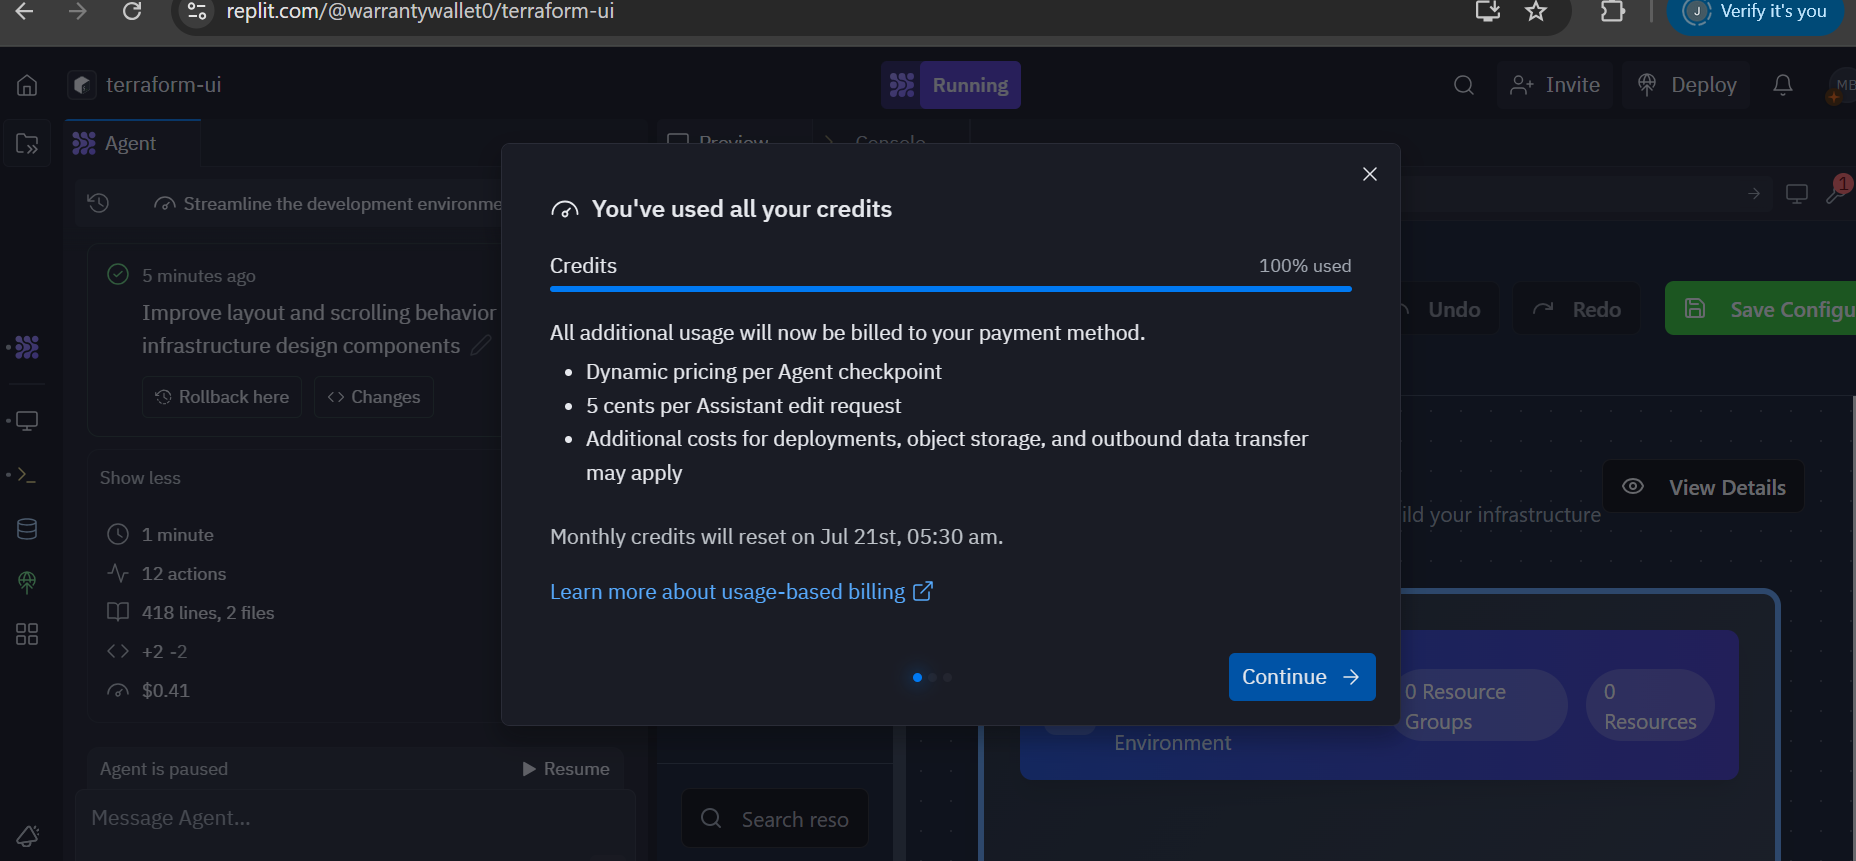 replit.com/@warrantywallet0/terraform-ui
J
Verify it's you
terraform-ui
Running
Invite
Deploy
MB
Agent
Preview
Console
Streamline the development environme
1
5 minutes ago
Improve layout and scrolling behavior
infrastructure design components
Rollback here
Changes
Show less
1 minute
12 actions
418 lines, 2 files
+2 -2
$0.41
Agent is paused
Resume
Message Agent...
You've used all your credits
Credits
100% used
All additional usage will now be billed to your payment method.
• Dynamic pricing per Agent checkpoint
• 5 cents per Assistant edit request
• Additional costs for deployments, object storage, and outbound data transfer
may apply
Monthly credits will reset on Jul 21st, 05:30 am.
Learn more about usage-based billing
Continue
Undo
Redo
Save Configu
View Details
ild your infrastructure
0 Resource
Groups
0
Resources
Environment
Search reso